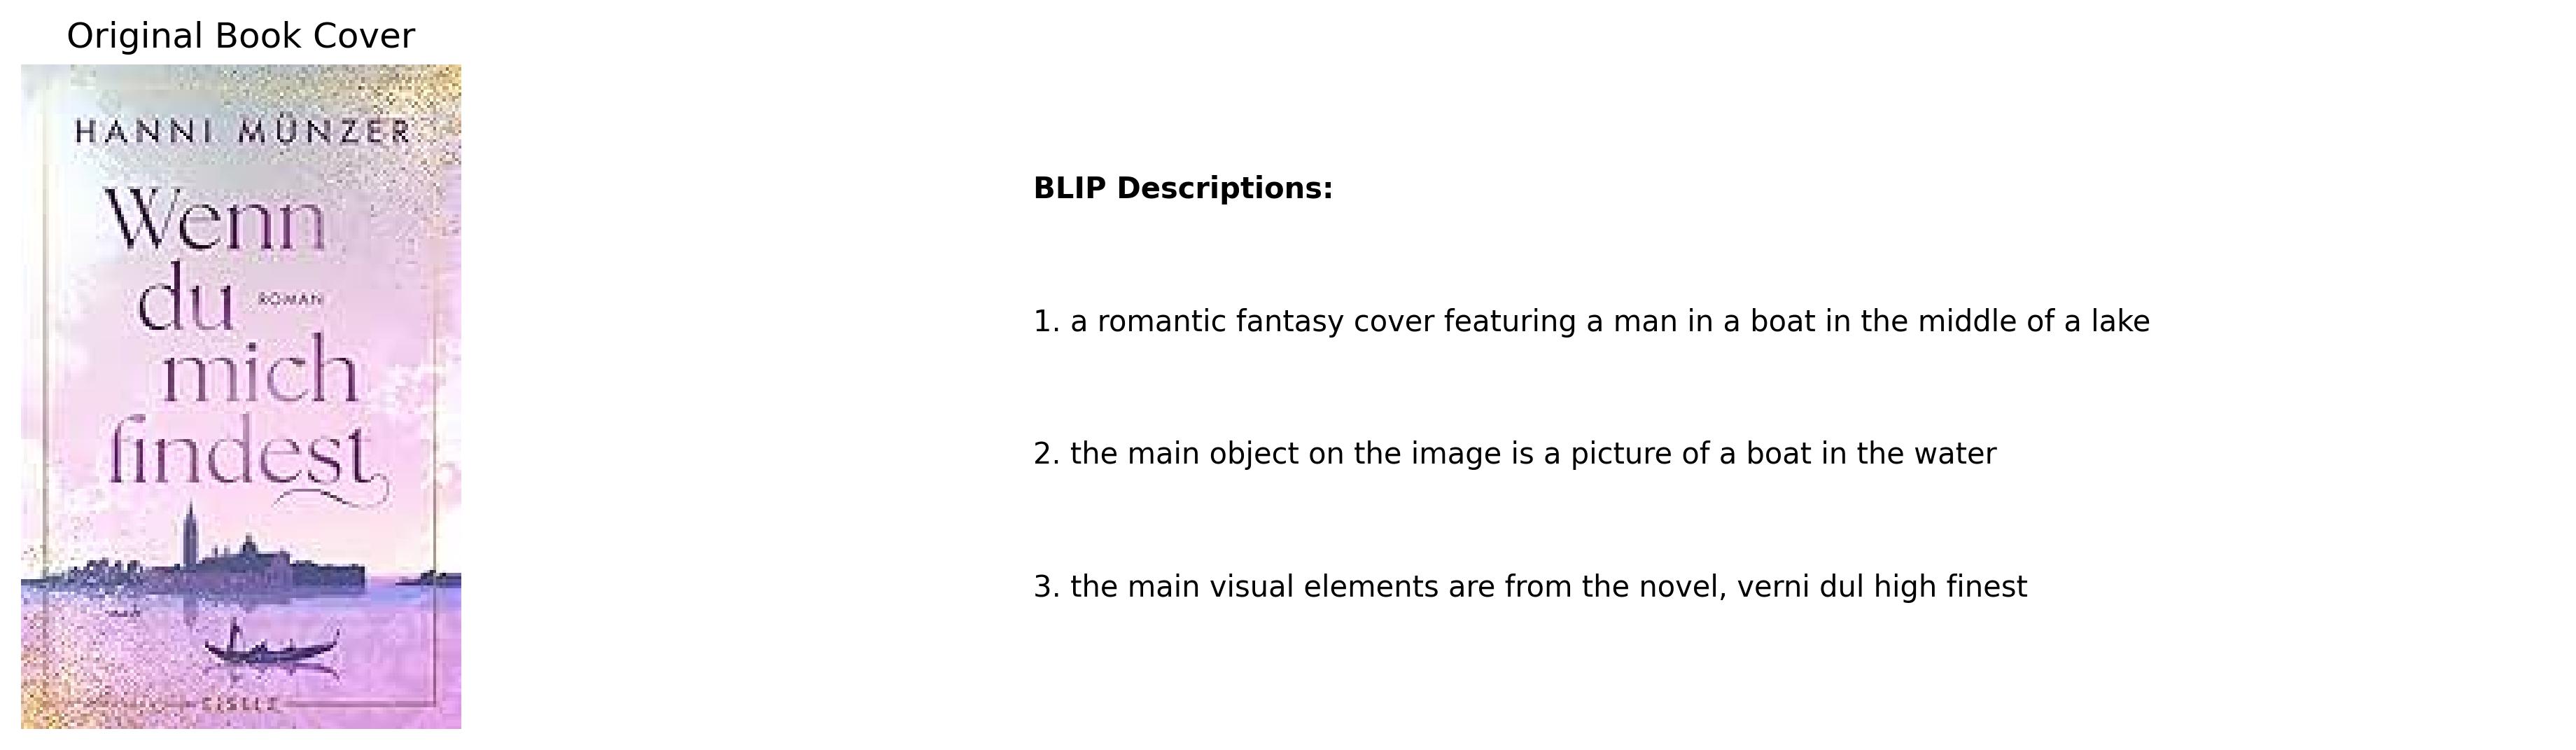 Original Book Cover
HANNI MÜNZER
Wenn
du ROMAN
mich
findest
BLIP Descriptions:
1. a romantic fantasy cover featuring a man in a boat in the middle of a lake
2. the main object on the image is a picture of a boat in the water
3. the main visual elements are from the novel, verni dul high finest